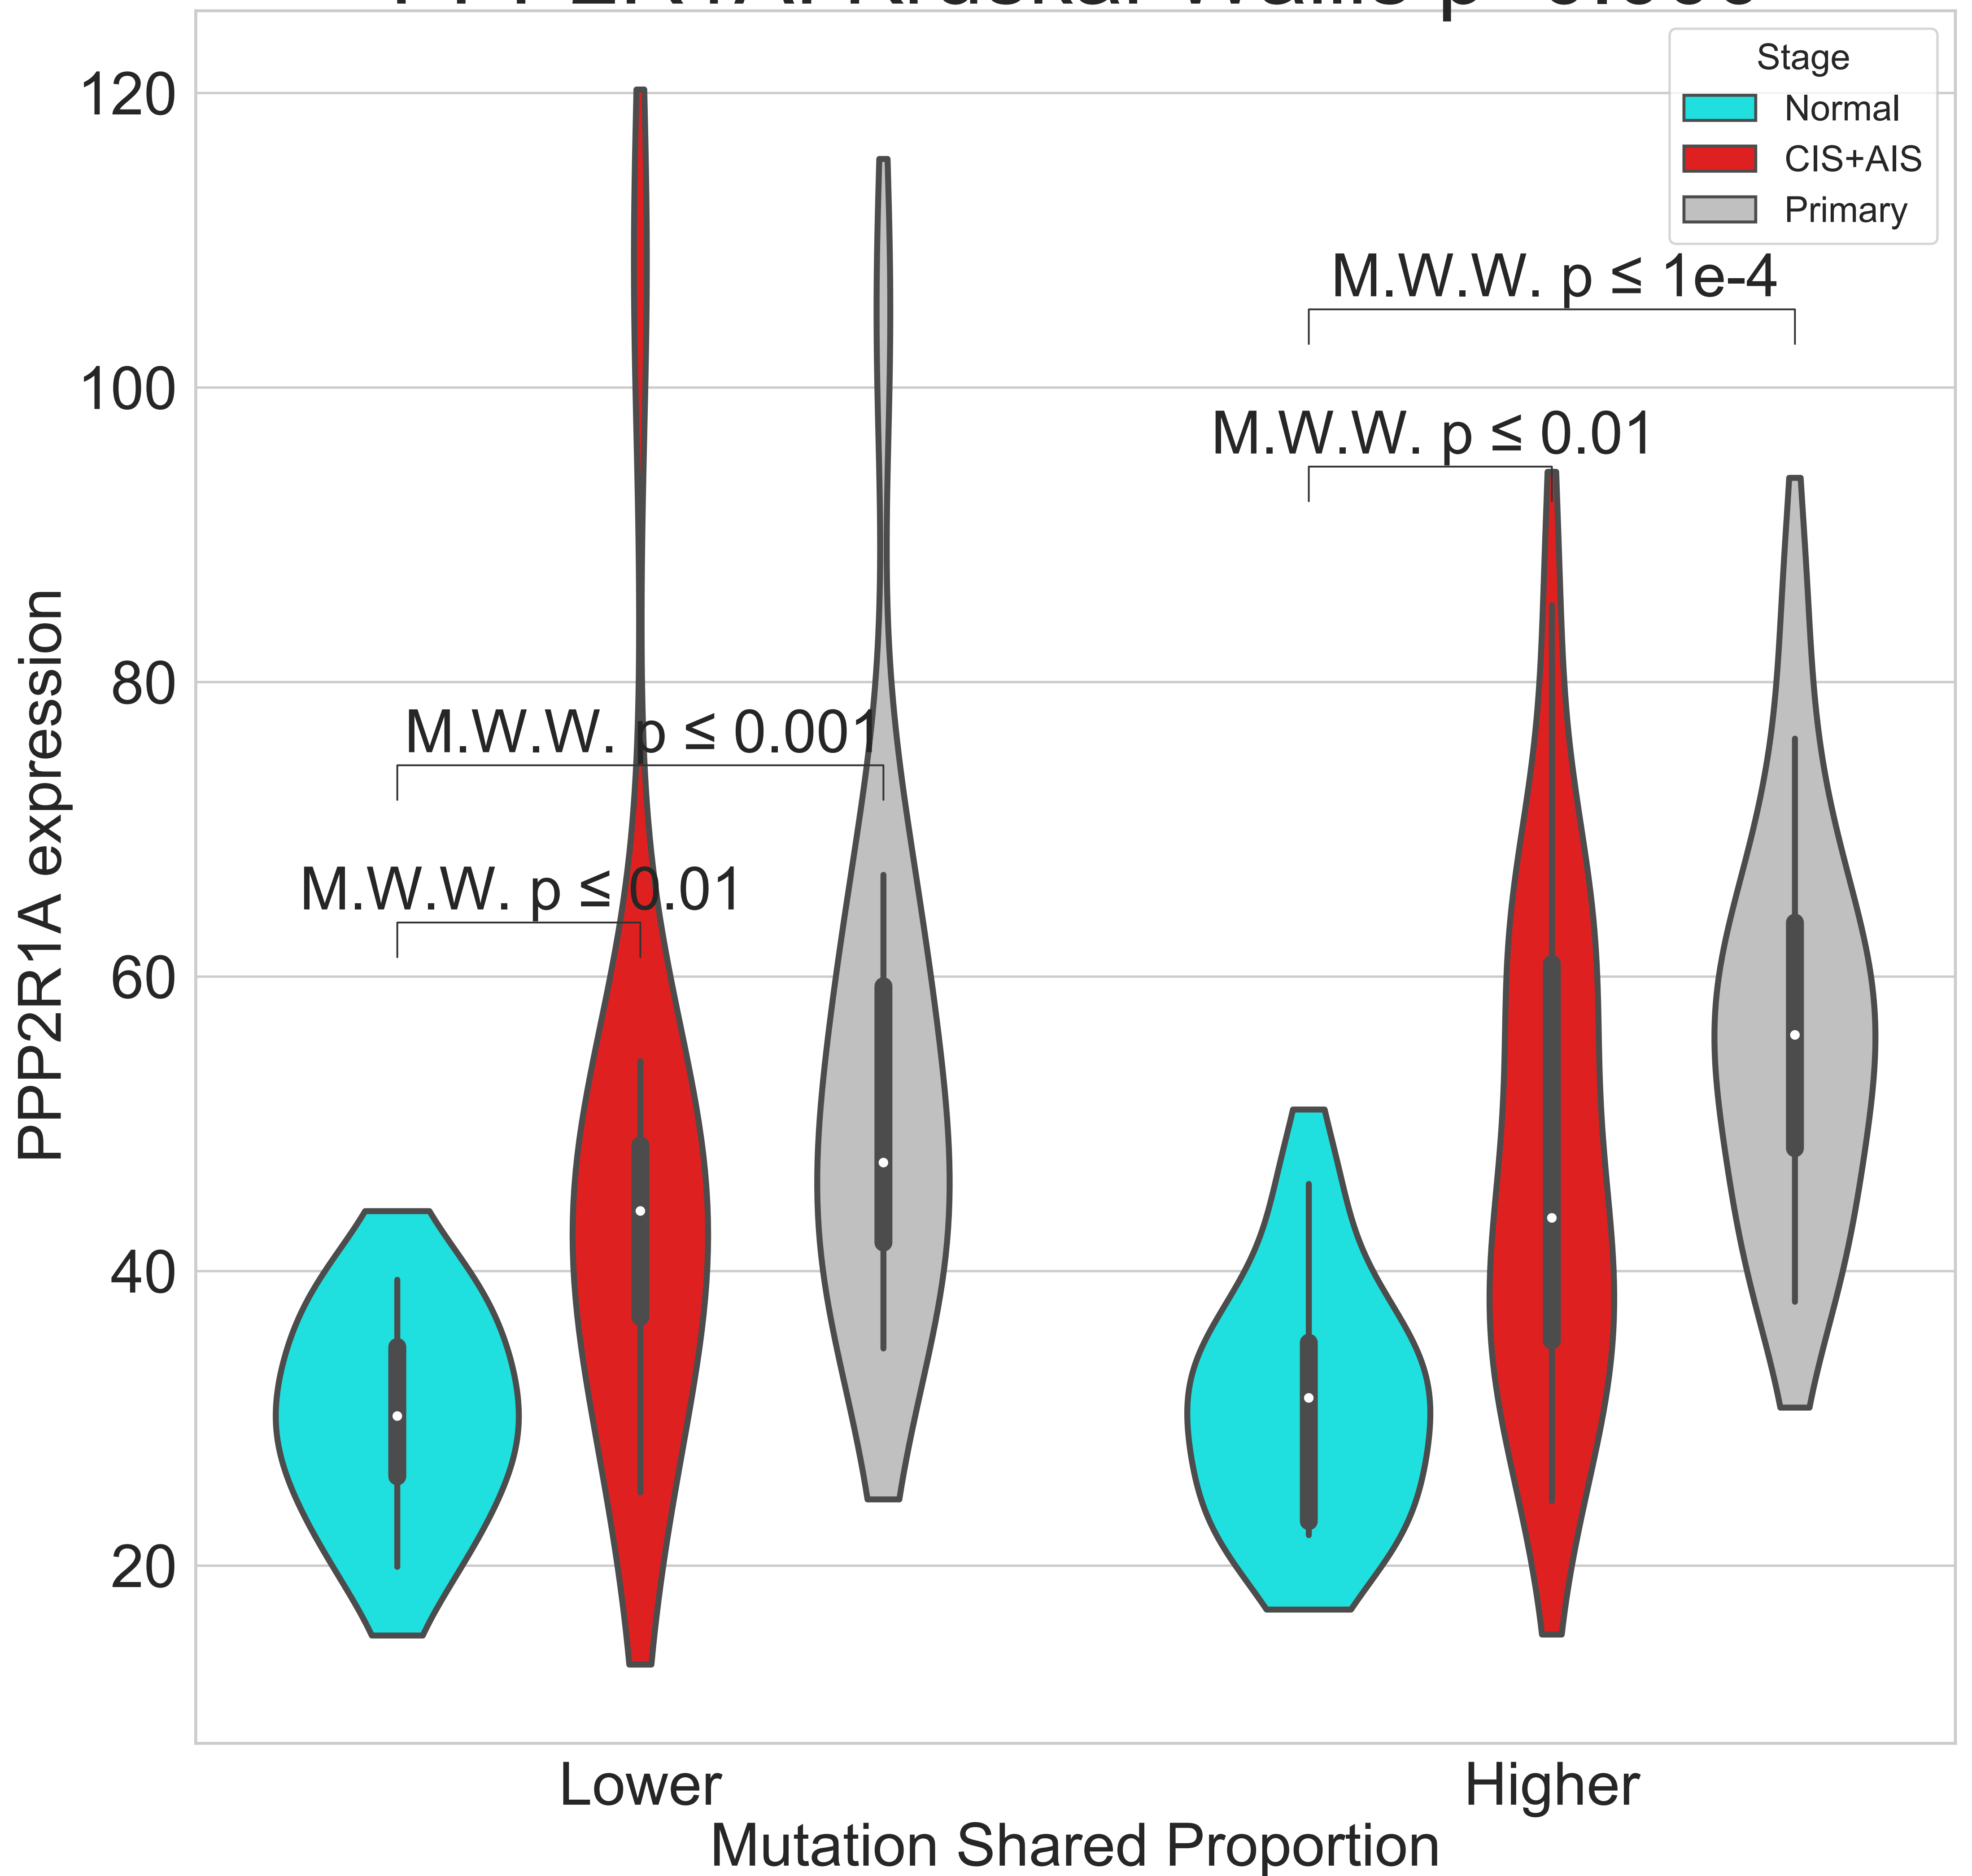 Stage
Normal
CIS+AIS
Primary
M.W.W. p ≤ 1e-4
M.W.W. p ≤ 0.01
M.W.W. p ≤ 0.001
M.W.W. p ≤ 0.01
120
100
80
60
40
20
PPP2R1A expression
Lower
Higher
Mutation Shared Proportion